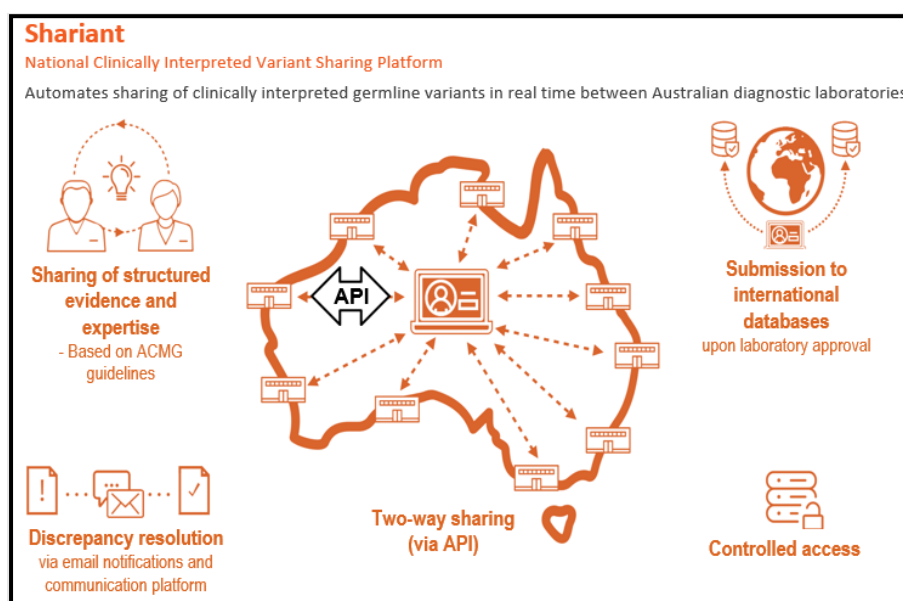 Shariant
National Clinically Interpreted Variant Sharing Platform
Automates sharing of clinically interpreted germline variants in real time between Australian diagnostic laboratories
Sharing of structured
evidence and
expertise
- Based on ACMG
guidelines
API
Submission to
international
databases
upon laboratory approval
Discrepancy resolution
via email notifications and
communication platform
Two-way sharing
(via API)
Controlled access